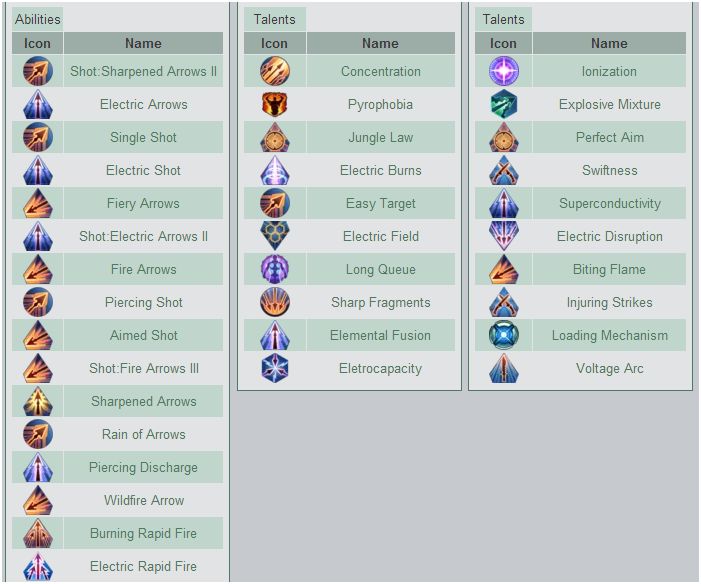 Abilities
Icon Name
Shot:Sharpened Arrows II
Electric Arrows
Single Shot
Electric Shot
Fiery Arrows
Shot:Electric Arrows II
Fire Arrows
Piercing Shot
Aimed Shot
Shot:Fire Arrows III
Sharpened Arrows
Rain of Arrows
Piercing Discharge
Wildfire Arrow
Burning Rapid Fire
Electric Rapid Fire
Talents
Icon Name
Concentration
Pyrophobia
Jungle Law
Electric Burns
Easy Target
Electric Field
Long Queue
Sharp Fragments
Elemental Fusion
Eletrocapacity
Talents
Icon Name
Ionization
Explosive Mixture
Perfect Aim
Swiftness
Superconductivity
Electric Disruption
Biting Flame
Injuring Strikes
Loading Mechanism
Voltage Arc